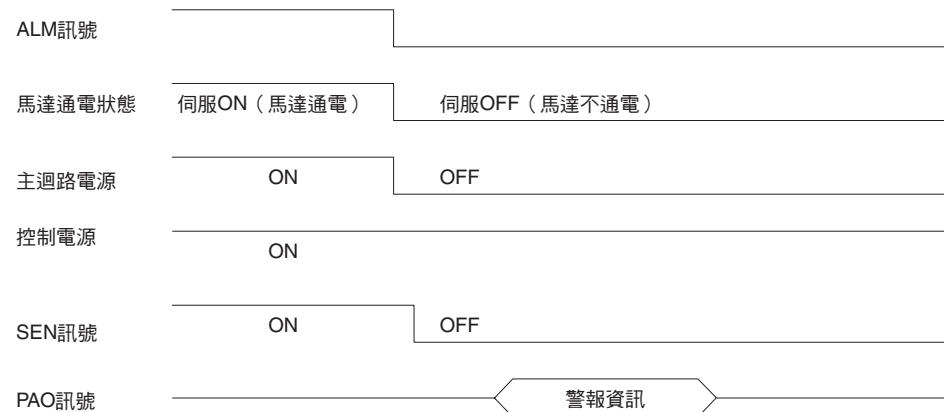 ALM訊號
馬達通電狀態 伺服ON（馬達通電） 伺服OFF（馬達不通電）
主迴路電源 ON OFF
控制電源
ON
SEN訊號 ON OFF
PAO訊號 警報資訊